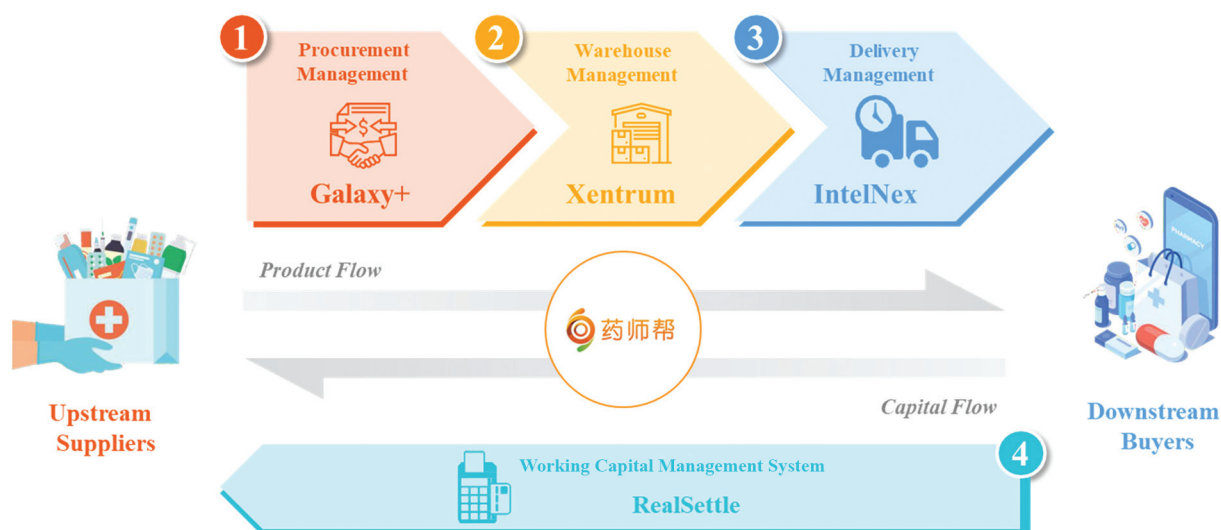 1
Procurement
Management
Galaxy+
2
Warehouse
Management
Xentrum
3
Delivery
Management
IntelNex
Upstream
Suppliers
Product Flow
药师帮
Capital Flow
PHARMACY
Downstream
Buyers
4
Working Capital Management System
RealSettle